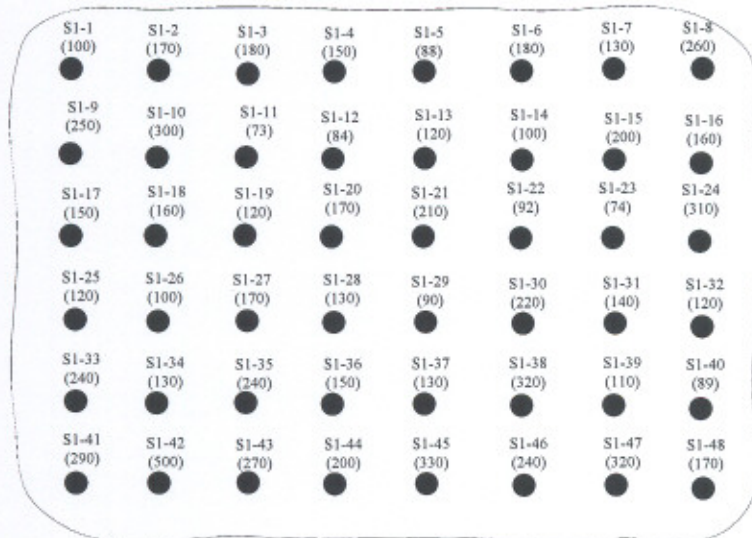 S1-1 S1-2 S1-3 S1-4 S1-5 S1-6 S1-7 S1-8
(100) (170) (180) (150) (88) (180) (130) (260)
S1-9 S1-10 S1-11 S1-12 S1-13 S1-14 S1-15 S1-16
(250) (300) (73) (84) (120) (100) (200) (160)
S1-17 S1-18 S1-19 S1-20 S1-21 S1-22 S1-23 S1-24
(150) (160) (120) (170) (210) (92) (74) (310)
S1-25 S1-26 S1-27 S1-28 S1-29 S1-30 S1-31 S1-32
(120) (100) (170) (130) (90) (220) (140) (120)
S1-33 S1-34 S1-35 S1-36 S1-37 S1-38 S1-39 S1-40
(240) (130) (240) (150) (130) (320) (110) (89)
S1-41 S1-42 S1-43 S1-44 S1-45 S1-46 S1-47 S1-48
(290) (500) (270) (200) (330) (240) (320) (170)